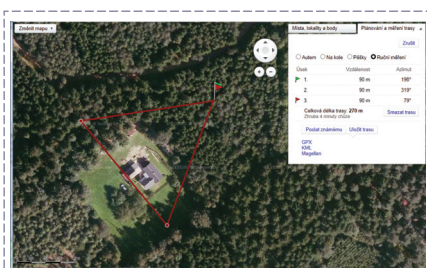 Změnit mapu
Místa, lokality a body
Plánování a měření trasy
Zrušit
Autem Na kole Pěšky Ruční měření
Úsek Vzdálenost Azimut
1. 90 m 198°
2. 90 m 319°
3. 90 m 79°
Celková délka trasy: 270 m
Zhruba 4 minuty chůze
Smazat trasu
Poslat známému Uložit trasu
GPX
KML
Magellan